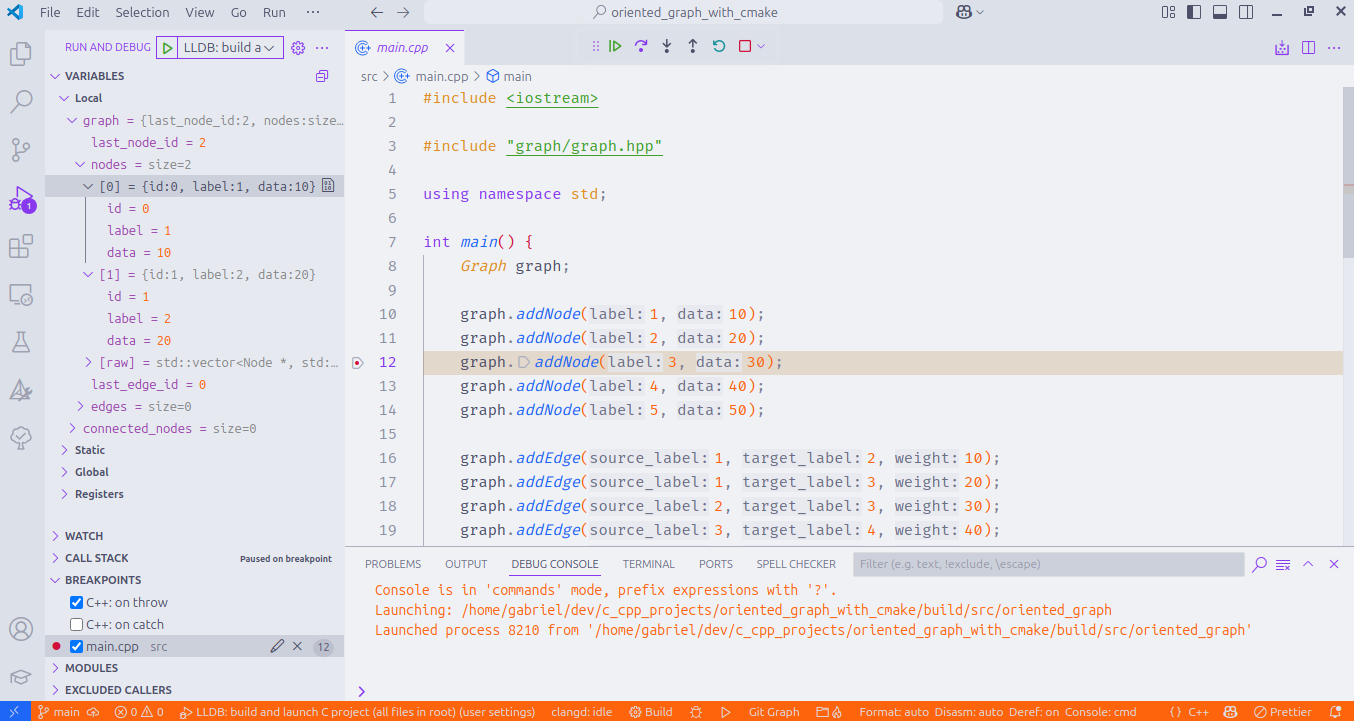 File Edit Selection View Go Run ··· ← → oriented_graph_with_cmake
RUN AND DEBUG LLDB: build a ···
VARIABLES
Local
graph = {last_node_id:2, nodes:size…
last_node_id = 2
nodes = size=2
[0] = {id:0, label:1, data:10}
id = 0
label = 1
data = 10
[1] = {id:1, label:2, data:20}
id = 1
label = 2
data = 20
[raw] = std::vector<Node *, std:…
last_edge_id = 0
edges = size=0
connected_nodes = size=0
Static
Global
Registers
WATCH
CALL STACK Paused on breakpoint
BREAKPOINTS
C++: on throw
C++: on catch
main.cpp src 12
MODULES
EXCLUDED CALLERS
1
main.cpp
src > main.cpp > main
1 #include <iostream>
2
3 #include "graph/graph.hpp"
4
5 using namespace std;
6
7 int main() {
8 Graph graph;
9
10 graph.addNode(label: 1, data: 10);
11 graph.addNode(label: 2, data: 20);
12 graph.addNode(label: 3, data: 30);
13 graph.addNode(label: 4, data: 40);
14 graph.addNode(label: 5, data: 50);
15
16 graph.addEdge(source_label: 1, target_label: 2, weight: 10);
17 graph.addEdge(source_label: 1, target_label: 3, weight: 20);
18 graph.addEdge(source_label: 2, target_label: 3, weight: 30);
19 graph.addEdge(source_label: 3, target_label: 4, weight: 40);
PROBLEMS OUTPUT DEBUG CONSOLE TERMINAL PORTS SPELL CHECKER Filter (e.g. text, !exclude, \escape)
Console is in 'commands' mode, prefix expressions with '?'.
Launching: /home/gabriel/dev/c_cpp_projects/oriented_graph_with_cmake/build/src/oriented_graph
Launched process 8210 from '/home/gabriel/dev/c_cpp_projects/oriented_graph_with_cmake/build/src/oriented_graph'
>
main 0 0 LLDB: build and launch C project (all files in root) (user settings) clangd: idle Build Git Graph Format: auto Disasm: auto Deref: on Console: cmd {} C++ Prettier